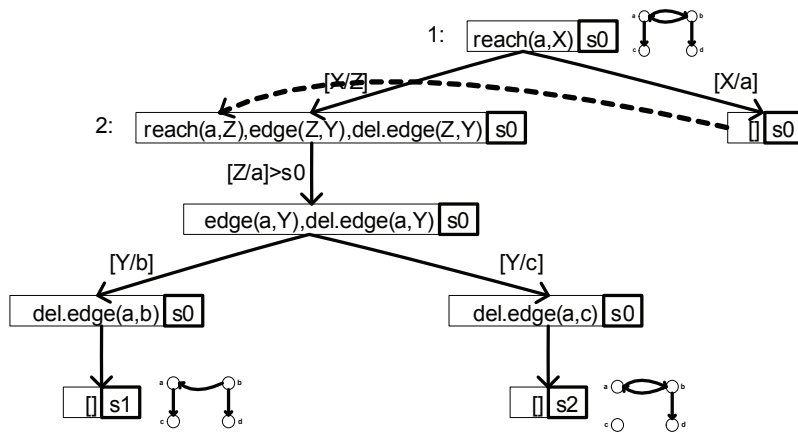 1: reach(a,X) s0
a b
c d
[X/Z] [X/a]
2: reach(a,Z),edge(Z,Y),del.edge(Z,Y) s0
[] s0
[Z/a]>s0
edge(a,Y),del.edge(a,Y) s0
[Y/b] [Y/c]
del.edge(a,b) s0
del.edge(a,c) s0
[] s1
a b
c d
[] s2
a b
c d